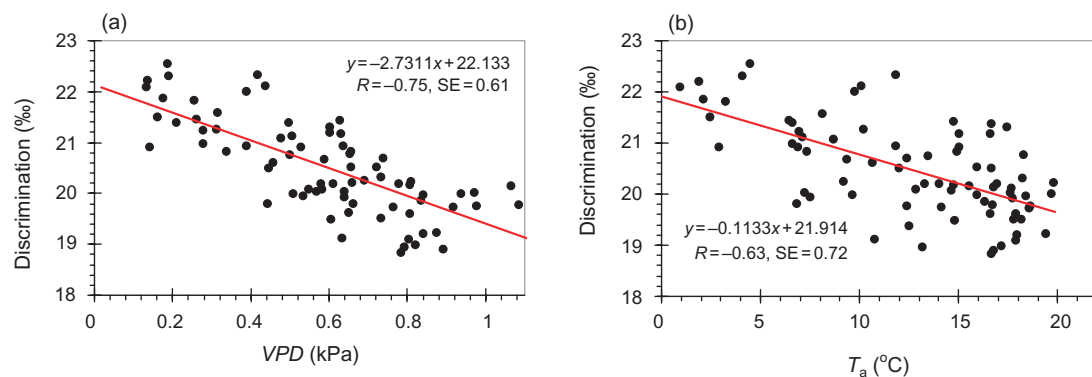 (a)
23
22
21
20
19
18
Discrimination (‰)
y=–2.7311x+22.133
R=–0.75, SE=0.61
0 0.2 0.4 0.6 0.8 1
VPD (kPa)
(b)
23
22
21
20
19
18
Discrimination (‰)
y=–0.1133x+21.914
R=–0.63, SE=0.72
0 5 10 15 20
Ta (oC)